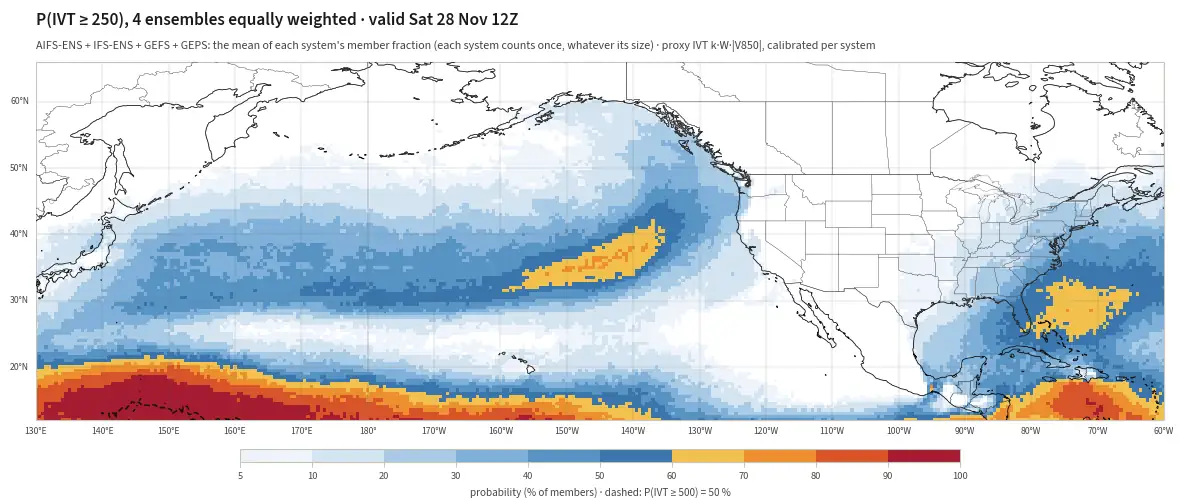 P(IVT ≥ 250), 4 ensembles equally weighted · valid Sat 28 Nov 12Z
AIFS-ENS + IFS-ENS + GEFS + GEPS: the mean of each system's member fraction (each system counts once, whatever its size) · proxy IVT k·W·|V850|, calibrated per system
60°N
50°N
40°N
30°N
20°N
130°E 140°E 150°E 160°E 170°E 180° 170°W 160°W 150°W 140°W 130°W 120°W 110°W 100°W 90°W 80°W 70°W 60°W
5 10 20 30 40 50 60 70 80 90 100
probability (% of members) · dashed: P(IVT ≥ 500) = 50 %